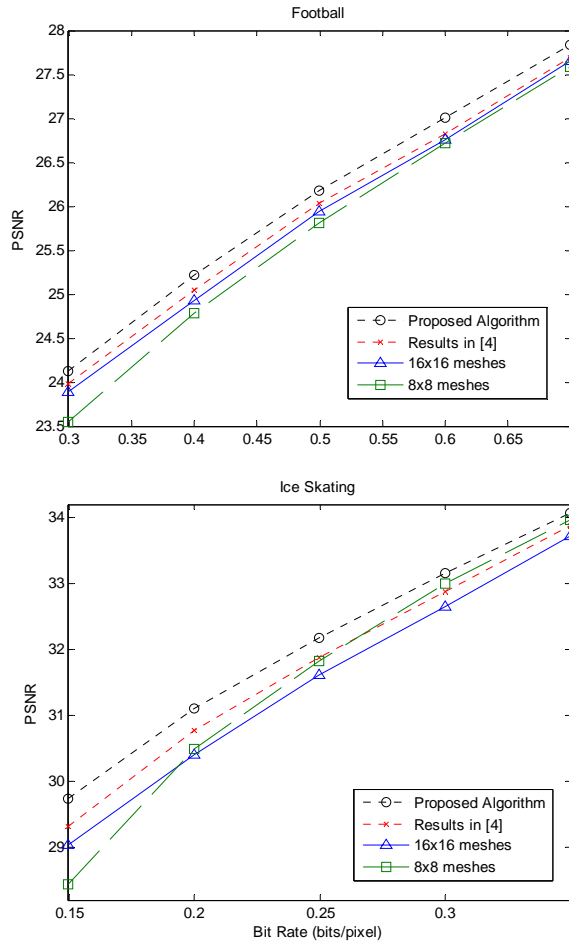 Football
28
27.5
27
26.5
26
25.5
25
24.5
24
23.5
PSNR
0.3 0.35 0.4 0.45 0.5 0.55 0.6 0.65
Proposed Algorithm
Results in [4]
16x16 meshes
8x8 meshes
Ice Skating
34
33
32
31
30
29
PSNR
0.15 0.2 0.25 0.3
Bit Rate (bits/pixel)
Proposed Algorithm
Results in [4]
16x16 meshes
8x8 meshes